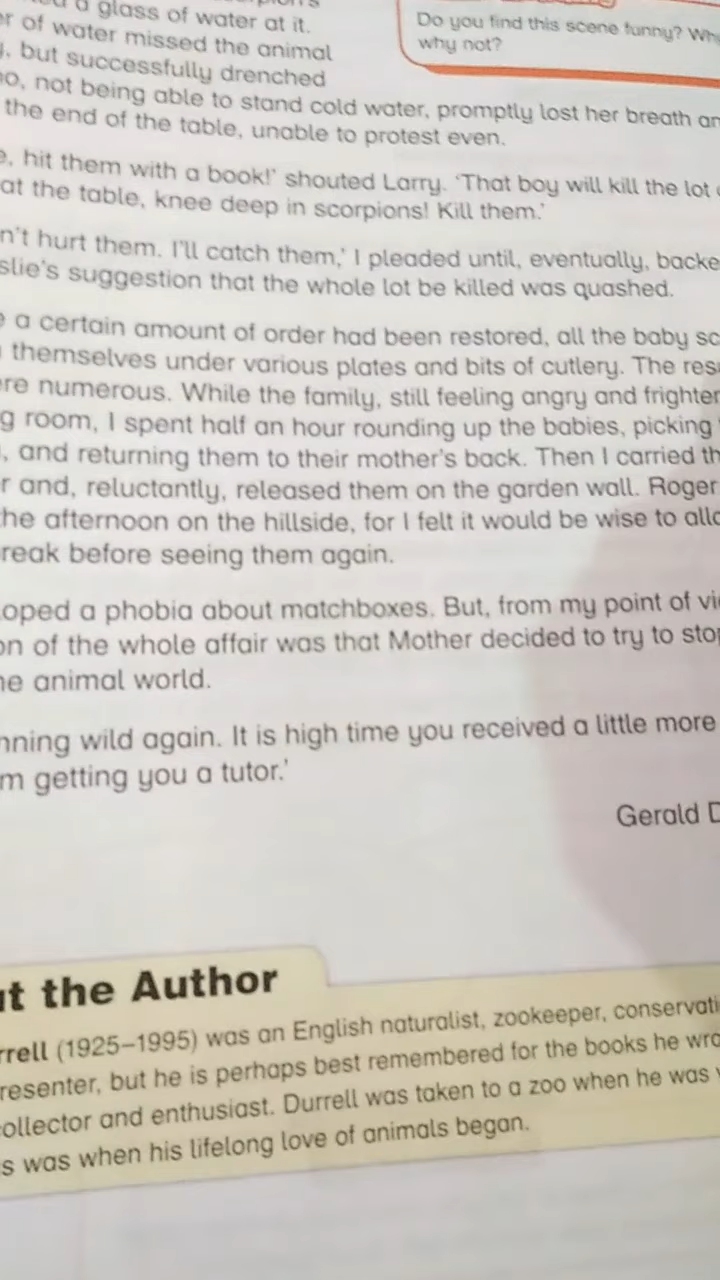 a glass of water at it.
of water missed the animal
but successfully drenched
not being able to stand cold water, promptly lost her breath
the end of the table, unable to protest even.
Do you find this scene funny?
why not?
hit them with a book!' shouted Larry. 'That boy will kill the lot
at the table, knee deep in scorpions! Kill them.'
n't hurt them. I'll catch them,' I pleaded until, eventually, backe
slie's suggestion that the whole lot be killed was quashed.
a certain amount of order had been restored, all the baby sc
themselves under various plates and bits of cutlery. The res
re numerous. While the family, still feeling angry and frighten
g room, I spent half an hour rounding up the babies, picking
, and returning them to their mother's back. Then I carried th
r and, reluctantly, released them on the garden wall. Roger
he afternoon on the hillside, for I felt it would be wise to allo
reak before seeing them again.
oped a phobia about matchboxes. But, from my point of vi
on of the whole affair was that Mother decided to try to stop
e animal world.
nning wild again. It is high time you received a little more
m getting you a tutor.'
Gerald D
t the Author
rrell (1925–1995) was an English naturalist, zookeeper, conservati
resenter, but he is perhaps best remembered for the books he wro
ollector and enthusiast. Durrell was taken to a zoo when he was
s was when his lifelong love of animals began.